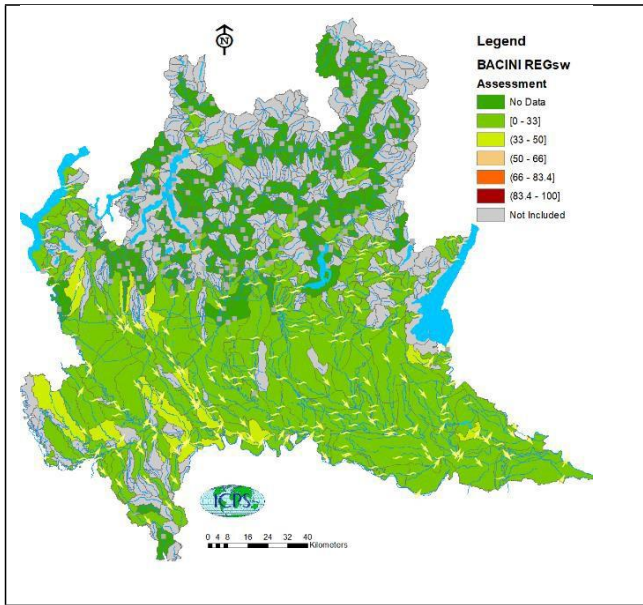 N
Legend
BACINI REGsw
Assessment
No Data
[0 - 33]
(33 - 50]
(50 - 66]
(66 - 83.4]
(83.4 - 100]
Not Included
ICPS
0 4 8 16 24 32 40
Kilometers